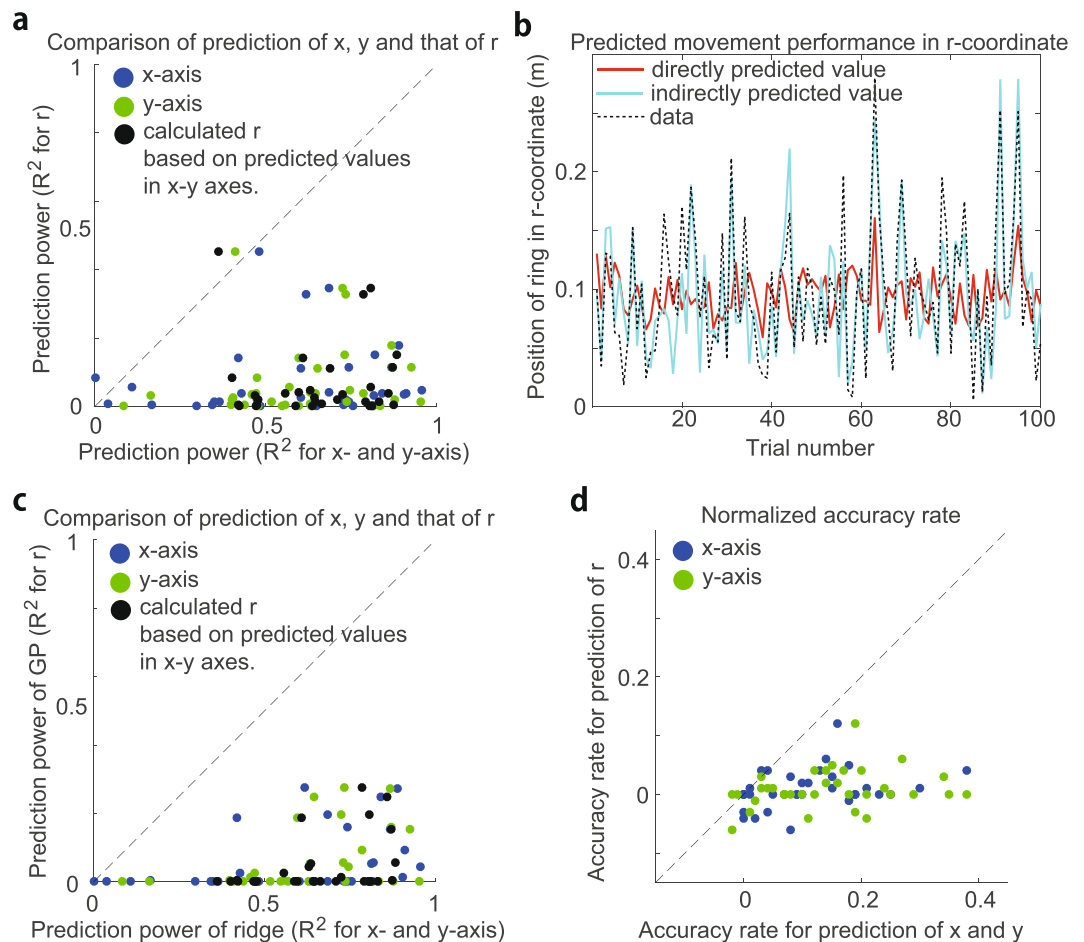 a
Comparison of prediction of x, y and that of r
1
x-axis
y-axis
calculated r
based on predicted values
in x-y axes.
Prediction power (R² for r)
0.5
0
0 0.5 1
Prediction power (R² for x- and y-axis)
b
Predicted movement performance in r-coordinate
directly predicted value
indirectly predicted value
data
Position of ring in r-coordinate (m)
0.2
0.1
0
20 40 60 80 100
Trial number
c
Comparison of prediction of x, y and that of r
1
x-axis
y-axis
calculated r
based on predicted values
in x-y axes.
Prediction power of GP (R² for r)
0.5
0
0 0.5 1
Prediction power of ridge (R² for x- and y-axis)
d
Normalized accuracy rate
0.4
x-axis
y-axis
Accuracy rate for prediction of r
0.2
0
0 0.2 0.4
Accuracy rate for prediction of x and y